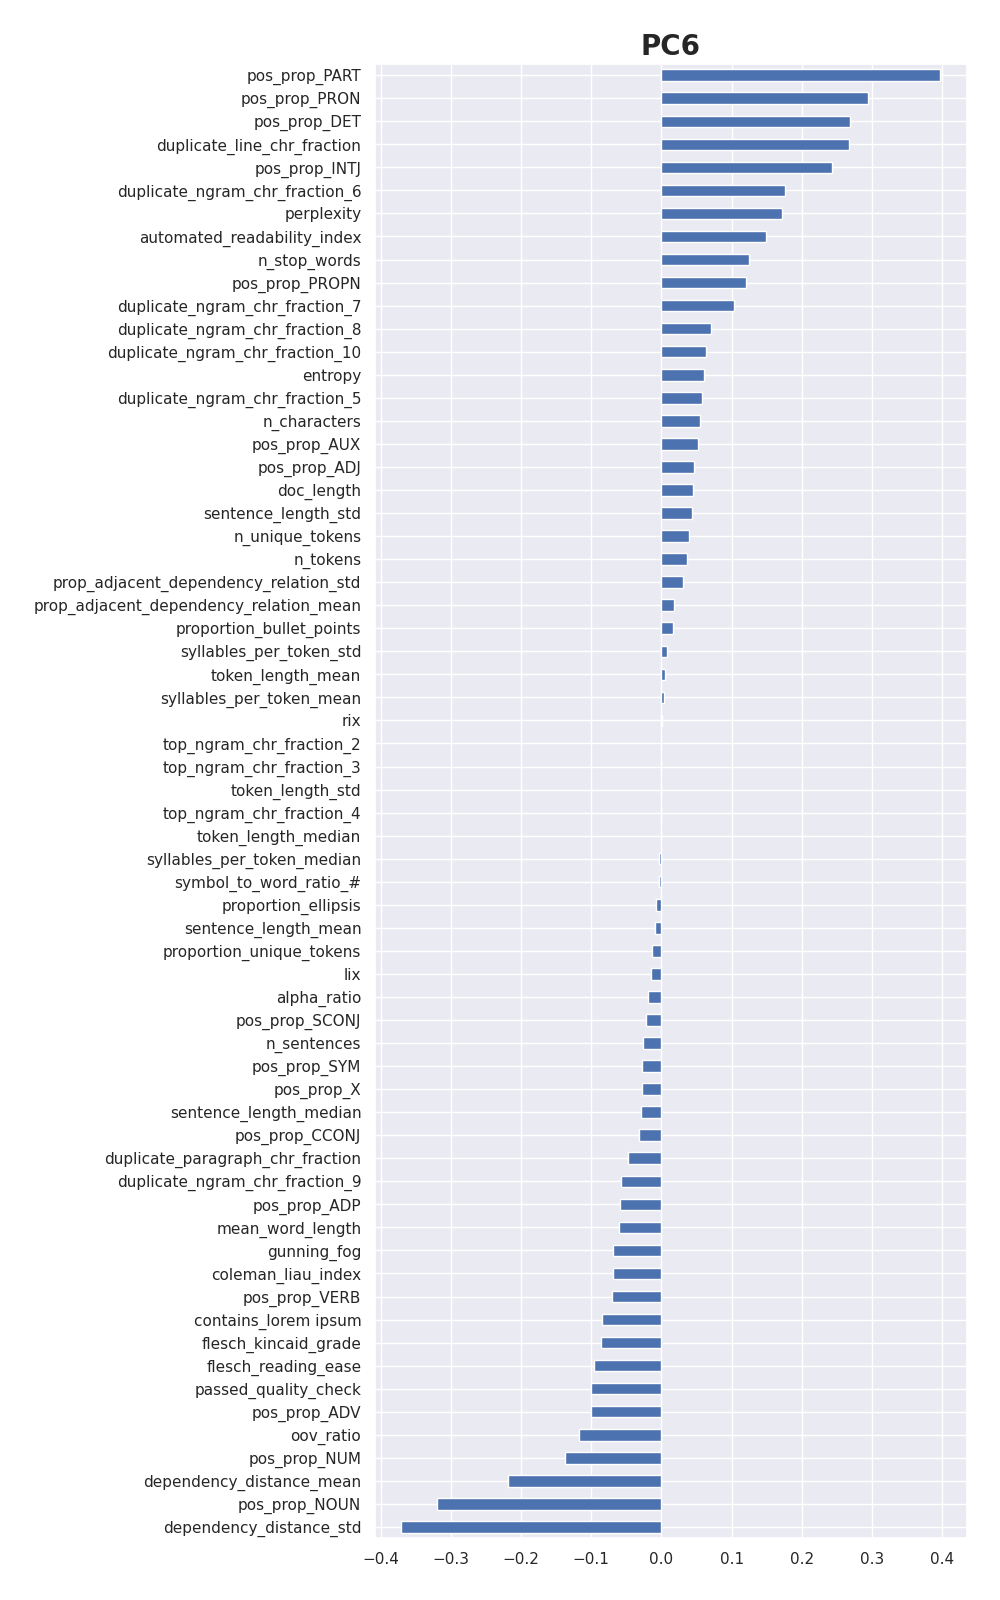 PC6
pos_prop_PART
pos_prop_PRON
pos_prop_DET
duplicate_line_chr_fraction
pos_prop_INTJ
duplicate_ngram_chr_fraction_6
perplexity
automated_readability_index
n_stop_words
pos_prop_PROPN
duplicate_ngram_chr_fraction_7
duplicate_ngram_chr_fraction_8
duplicate_ngram_chr_fraction_10
entropy
duplicate_ngram_chr_fraction_5
n_characters
pos_prop_AUX
pos_prop_ADJ
doc_length
sentence_length_std
n_unique_tokens
n_tokens
prop_adjacent_dependency_relation_std
prop_adjacent_dependency_relation_mean
proportion_bullet_points
syllables_per_token_std
token_length_mean
syllables_per_token_mean
rix
top_ngram_chr_fraction_2
top_ngram_chr_fraction_3
token_length_std
top_ngram_chr_fraction_4
token_length_median
syllables_per_token_median
symbol_to_word_ratio_#
proportion_ellipsis
sentence_length_mean
proportion_unique_tokens
lix
alpha_ratio
pos_prop_SCONJ
n_sentences
pos_prop_SYM
pos_prop_X
sentence_length_median
pos_prop_CCONJ
duplicate_paragraph_chr_fraction
duplicate_ngram_chr_fraction_9
pos_prop_ADP
mean_word_length
gunning_fog
coleman_liau_index
pos_prop_VERB
contains_lorem ipsum
flesch_kincaid_grade
flesch_reading_ease
passed_quality_check
pos_prop_ADV
oov_ratio
pos_prop_NUM
dependency_distance_mean
pos_prop_NOUN
dependency_distance_std
−0.4 −0.3 −0.2 −0.1 0.0 0.1 0.2 0.3 0.4